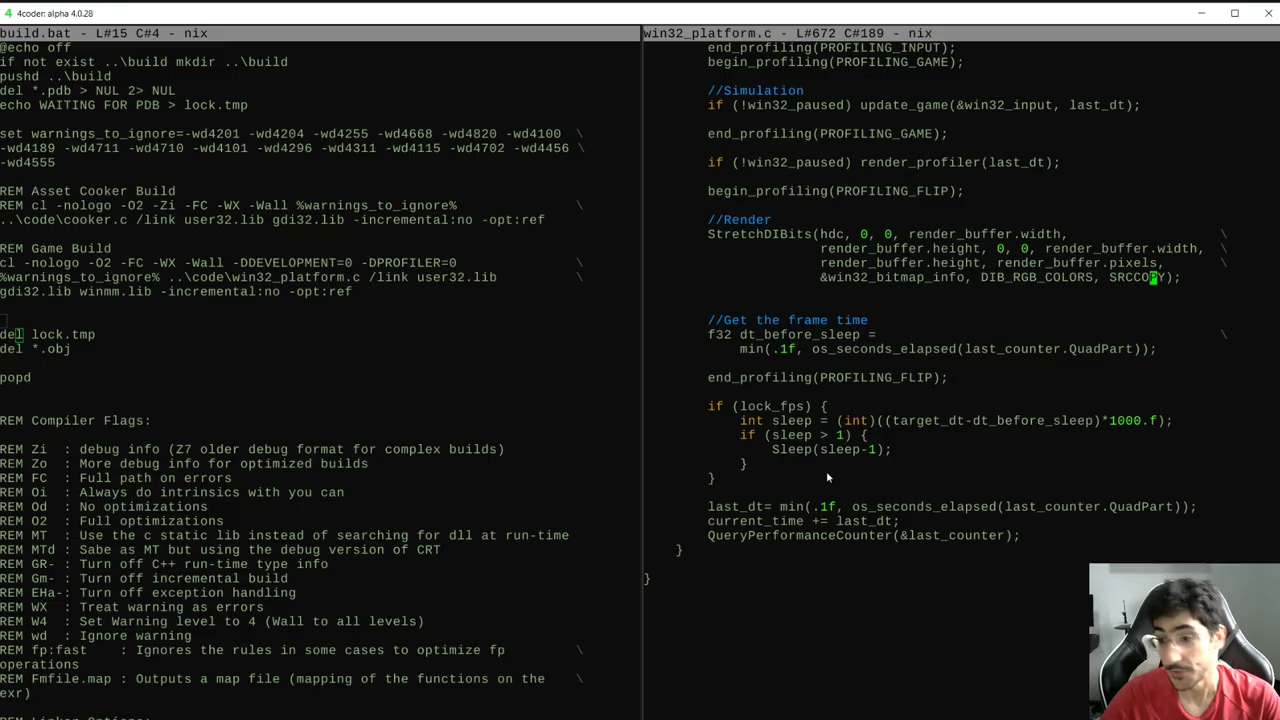 4coder: alpha 4.0.28
build.bat - L#15 C#4 - nix
@echo off
if not exist ..\build mkdir ..\build
pushd ..\build
del *.pdb > NUL 2> NUL
echo WAITING FOR PDB > lock.tmp
set warnings_to_ignore=-wd4201 -wd4204 -wd4255 -wd4668 -wd4820 -wd4100 \
-wd4189 -wd4711 -wd4710 -wd4101 -wd4296 -wd4311 -wd4115 -wd4702 -wd4456 \
-wd4555
REM Asset Cooker Build
REM cl -nologo -O2 -Zi -FC -WX -Wall %warnings_to_ignore% \
..\code\cooker.c /link user32.lib gdi32.lib -incremental:no -opt:ref
REM Game Build
cl -nologo -O2 -FC -WX -Wall -DDEVELOPMENT=0 -DPROFILER=0 \
%warnings_to_ignore% ..\code\win32_platform.c /link user32.lib \
gdi32.lib winmm.lib -incremental:no -opt:ref
del lock.tmp
del *.obj
popd
REM Compiler Flags:
REM Zi : debug info (Z7 older debug format for complex builds)
REM Zo : More debug info for optimized builds
REM FC : Full path on errors
REM Oi : Always do intrinsics with you can
REM Od : No optimizations
REM O2 : Full optimizations
REM MT : Use the c static lib instead of searching for dll at run-time
REM MTd : Sabe as MT but using the debug version of CRT
REM GR- : Turn off C++ run-time type info
REM Gm- : Turn off incremental build
REM EHa-: Turn off exception handling
REM WX : Treat warning as errors
REM W4 : Set Warning level to 4 (Wall to all levels)
REM wd : Ignore warning
REM fp:fast : Ignores the rules in some cases to optimize fp \
operations
REM Fmfile.map : Outputs a map file (mapping of the functions on the \
exr)
REM Linker Options:
win32_platform.c - L#672 C#189 - nix
end_profiling(PROFILING_INPUT);
begin_profiling(PROFILING_GAME);
//Simulation
if (!win32_paused) update_game(&win32_input, last_dt);
end_profiling(PROFILING_GAME);
if (!win32_paused) render_profiler(last_dt);
begin_profiling(PROFILING_FLIP);
//Render
StretchDIBits(hdc, 0, 0, render_buffer.width, \
render_buffer.height, 0, 0, render_buffer.width, \
render_buffer.height, render_buffer.pixels, \
&win32_bitmap_info, DIB_RGB_COLORS, SRCCOPY);
//Get the frame time
f32 dt_before_sleep = \
min(.1f, os_seconds_elapsed(last_counter.QuadPart));
end_profiling(PROFILING_FLIP);
if (lock_fps) {
int sleep = (int)((target_dt-dt_before_sleep)*1000.f);
if (sleep > 1) {
Sleep(sleep-1);
}
}
last_dt= min(.1f, os_seconds_elapsed(last_counter.QuadPart));
current_time += last_dt;
QueryPerformanceCounter(&last_counter);
}
}